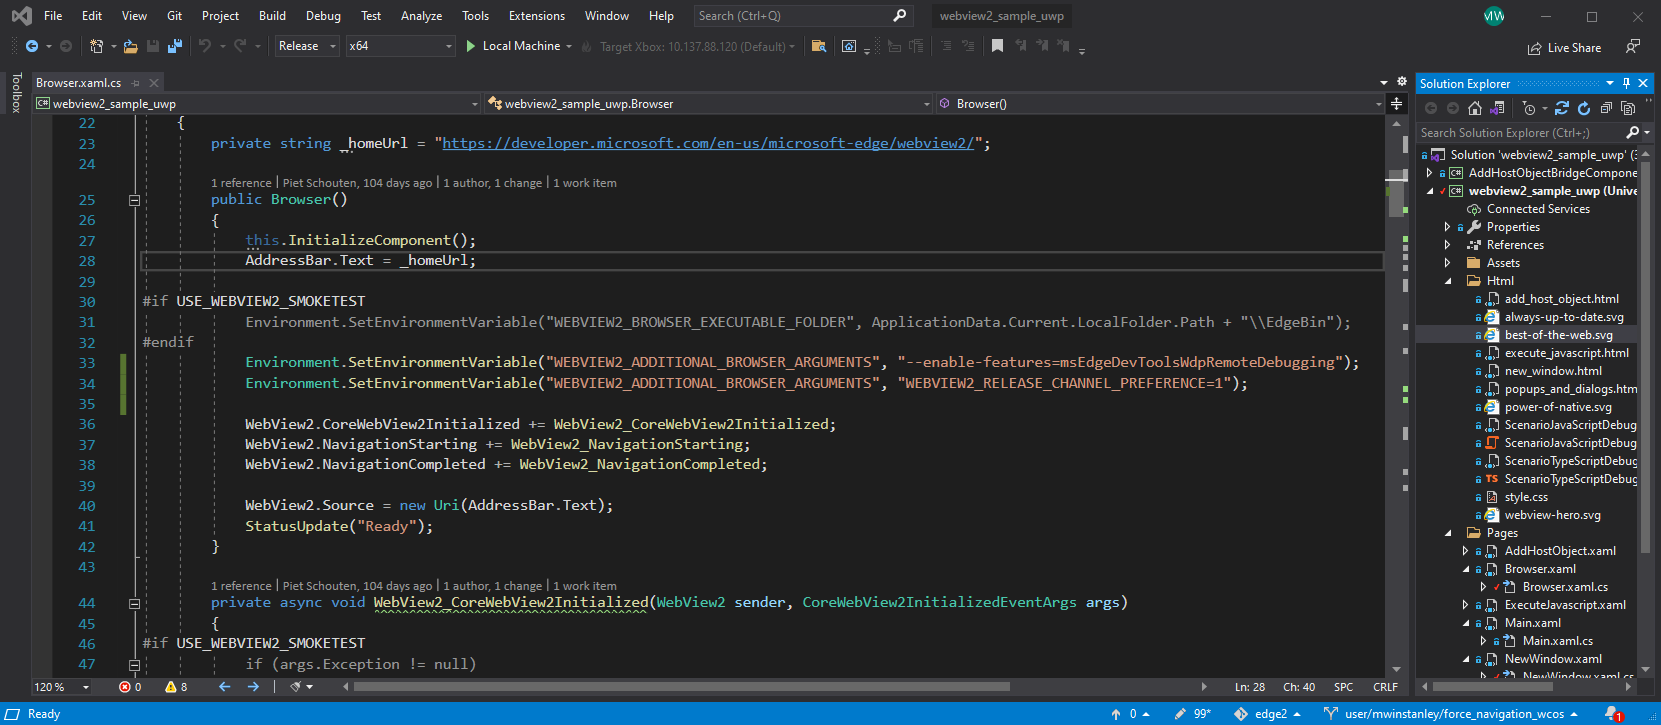 File Edit View Git Project Build Debug Test Analyze Tools Extensions Window Help Search (Ctrl+Q) webview2_sample_uwp MW
Release x64 Local Machine Target Xbox: 10.137.88.120 (Default) Live Share
Toolbox
Browser.xaml.cs
webview2_sample_uwp webview2_sample_uwp.Browser Browser()
22 {
23 private string _homeUrl = "https://developer.microsoft.com/en-us/microsoft-edge/webview2/";
24
1 reference | Piet Schouten, 104 days ago | 1 author, 1 change | 1 work item
25 public Browser()
26 {
27 this.InitializeComponent();
28 AddressBar.Text = _homeUrl;
29
30 #if USE_WEBVIEW2_SMOKETEST
31 Environment.SetEnvironmentVariable("WEBVIEW2_BROWSER_EXECUTABLE_FOLDER", ApplicationData.Current.LocalFolder.Path + "\\EdgeBin");
32 #endif
33 Environment.SetEnvironmentVariable("WEBVIEW2_ADDITIONAL_BROWSER_ARGUMENTS", "--enable-features=msEdgeDevToolsWdpRemoteDebugging");
34 Environment.SetEnvironmentVariable("WEBVIEW2_ADDITIONAL_BROWSER_ARGUMENTS", "WEBVIEW2_RELEASE_CHANNEL_PREFERENCE=1");
35
36 WebView2.CoreWebView2Initialized += WebView2_CoreWebView2Initialized;
37 WebView2.NavigationStarting += WebView2_NavigationStarting;
38 WebView2.NavigationCompleted += WebView2_NavigationCompleted;
39
40 WebView2.Source = new Uri(AddressBar.Text);
41 StatusUpdate("Ready");
42 }
43
1 reference | Piet Schouten, 104 days ago | 1 author, 1 change | 1 work item
44 private async void WebView2_CoreWebView2Initialized(WebView2 sender, CoreWebView2InitializedEventArgs args)
45 {
46 #if USE_WEBVIEW2_SMOKETEST
47 if (args.Exception != null)
120 % 0 8 Ln: 28 Ch: 40 SPC CRLF
Solution Explorer
Search Solution Explorer (Ctrl+;)
Solution 'webview2_sample_uwp' (3
C# AddHostObjectBridgeCompone
C# webview2_sample_uwp (Unive
Connected Services
Properties
References
Assets
Html
add_host_object.html
always-up-to-date.svg
best-of-the-web.svg
execute_javascript.html
new_window.html
popups_and_dialogs.htm
power-of-native.svg
ScenarioJavaScriptDebug
ScenarioJavaScriptDebug
ScenarioTypeScriptDebug
TS ScenarioTypeScriptDebug
style.css
webview-hero.svg
Pages
AddHostObject.xaml
Browser.xaml
Browser.xaml.cs
ExecuteJavascript.xaml
Main.xaml
Main.xaml.cs
NewWindow.xaml
NewWindow.xaml.cs
Ready 0 99* edge2 user/mwinstanley/force_navigation_wcos 1